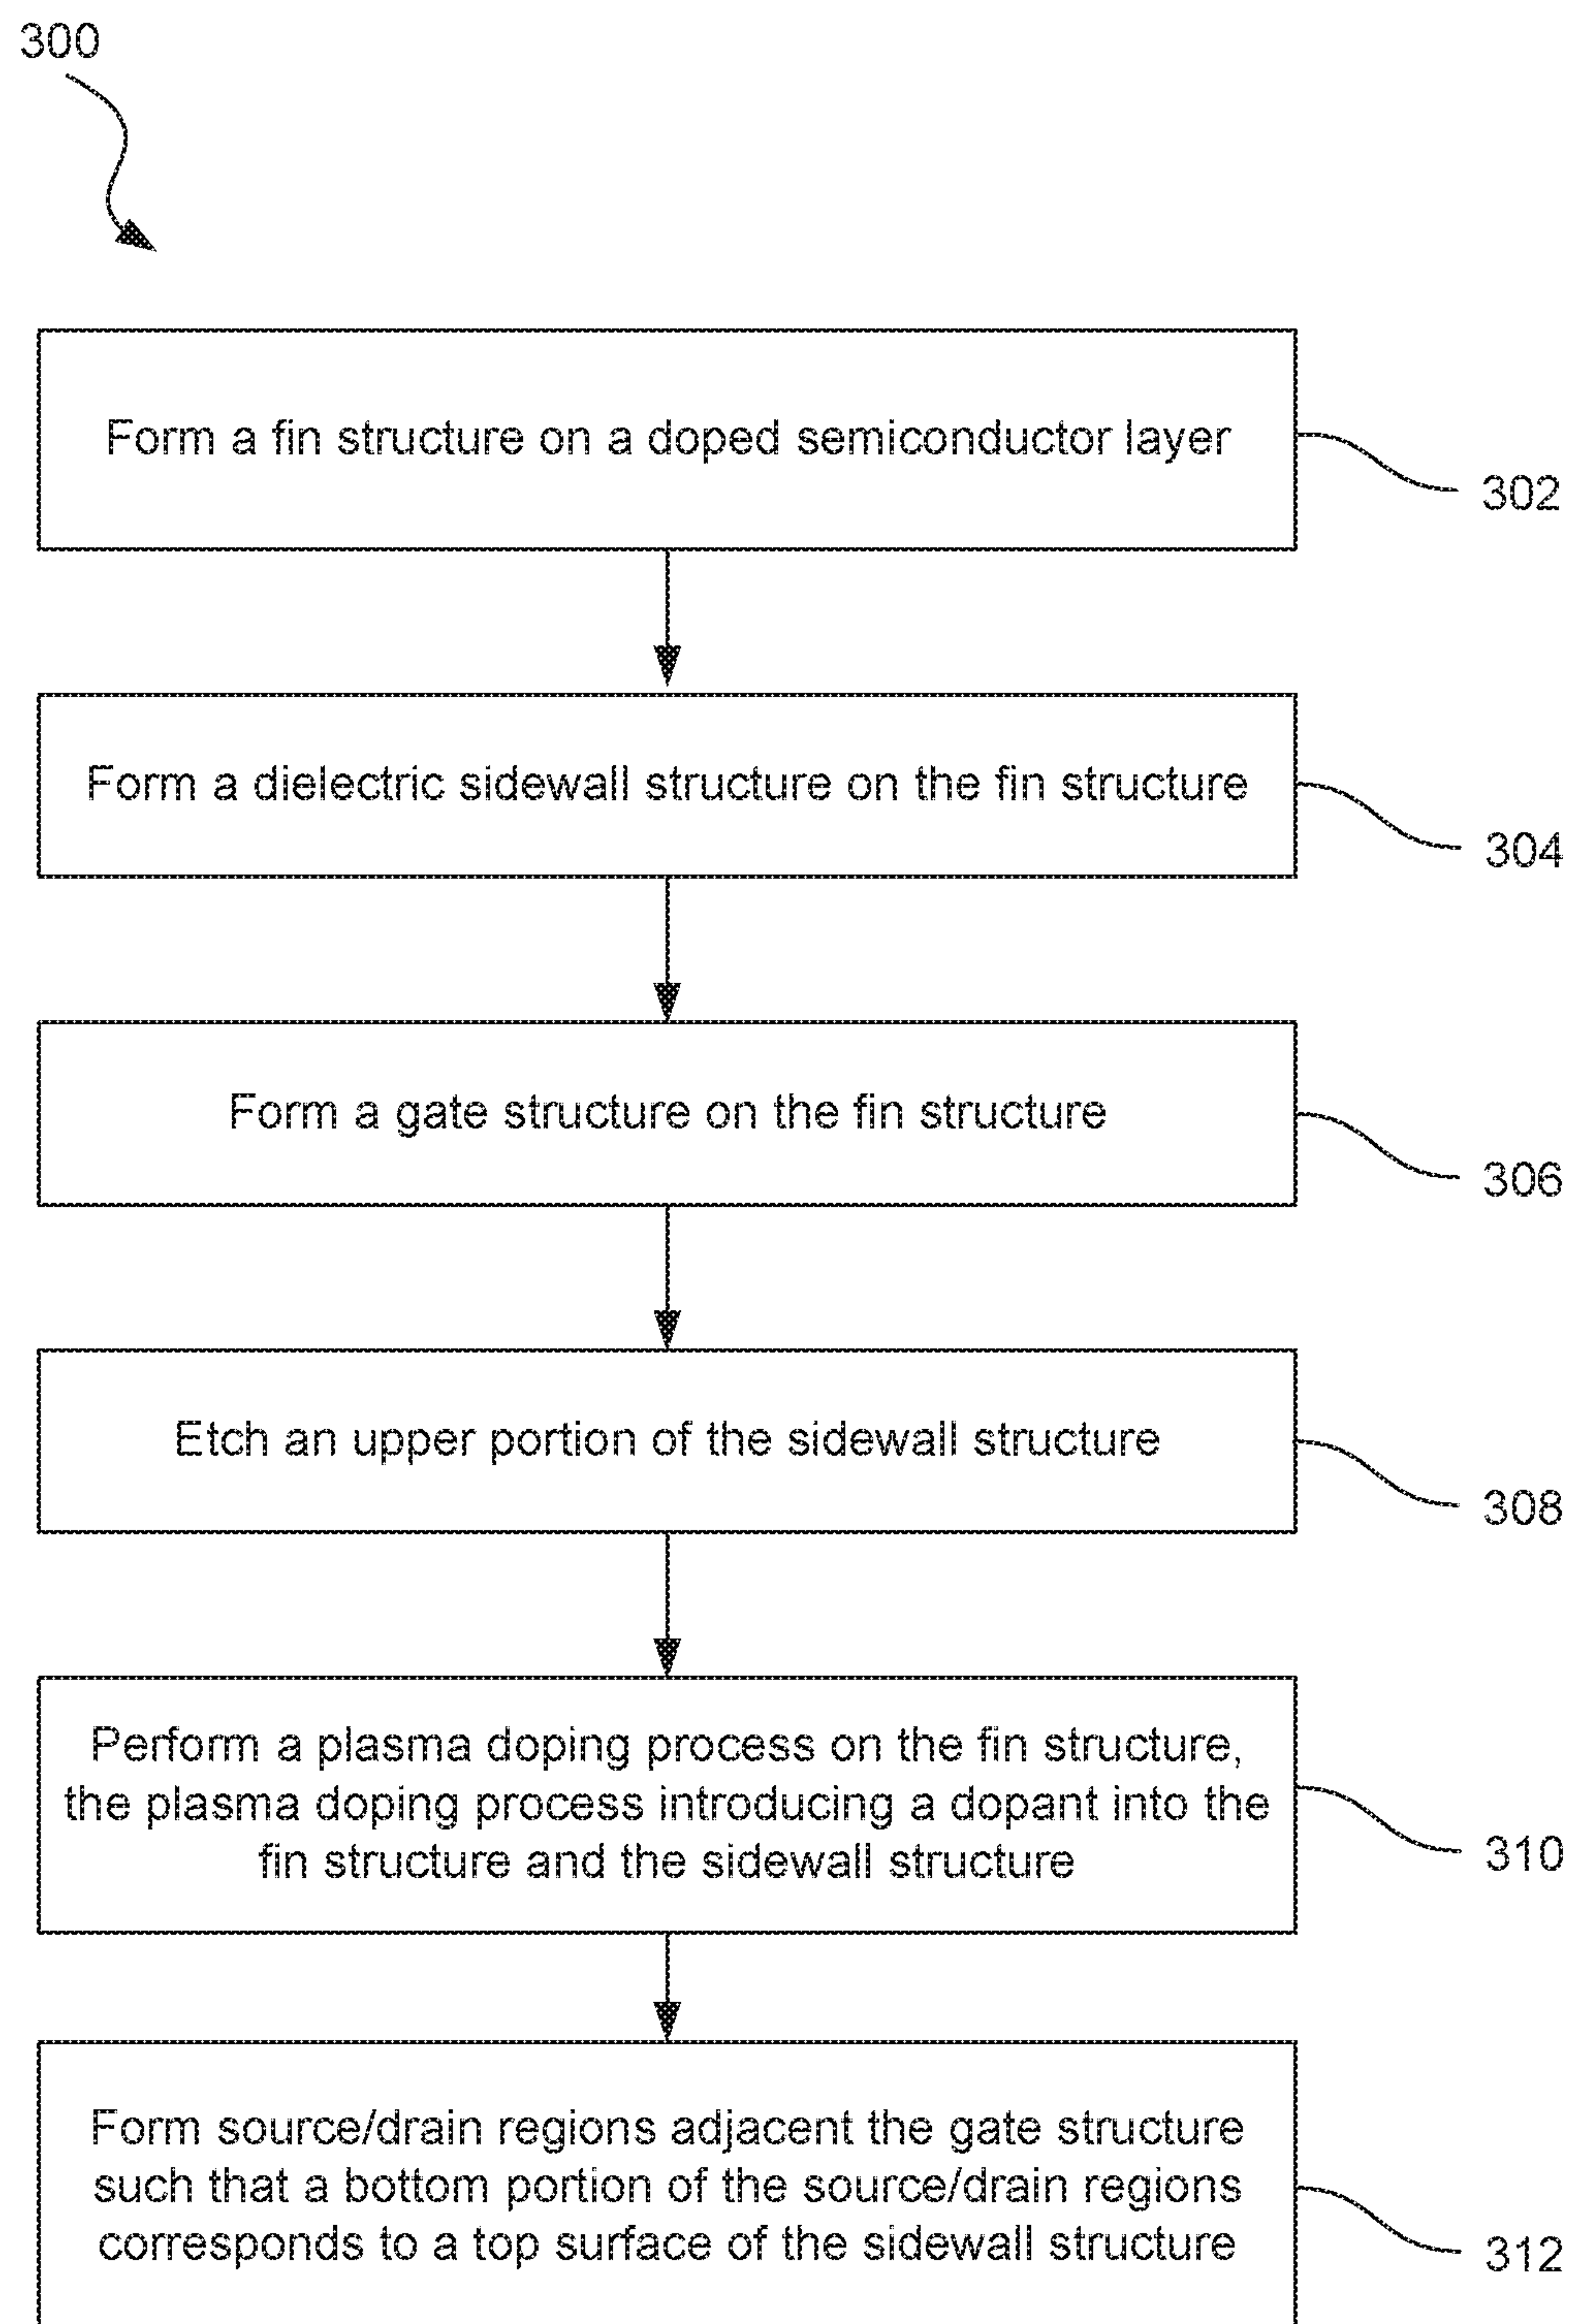 300
Form a fin structure on a doped semiconductor layer
302
Form a dielectric sidewall structure on the fin structure
304
Form a gate structure on the fin structure
306
Etch an upper portion of the sidewall structure
308
Perform a plasma doping process on the fin structure,
the plasma doping process introducing a dopant into the
fin structure and the sidewall structure
310
Form source/drain regions adjacent the gate structure
such that a bottom portion of the source/drain regions
corresponds to a top surface of the sidewall structure
312